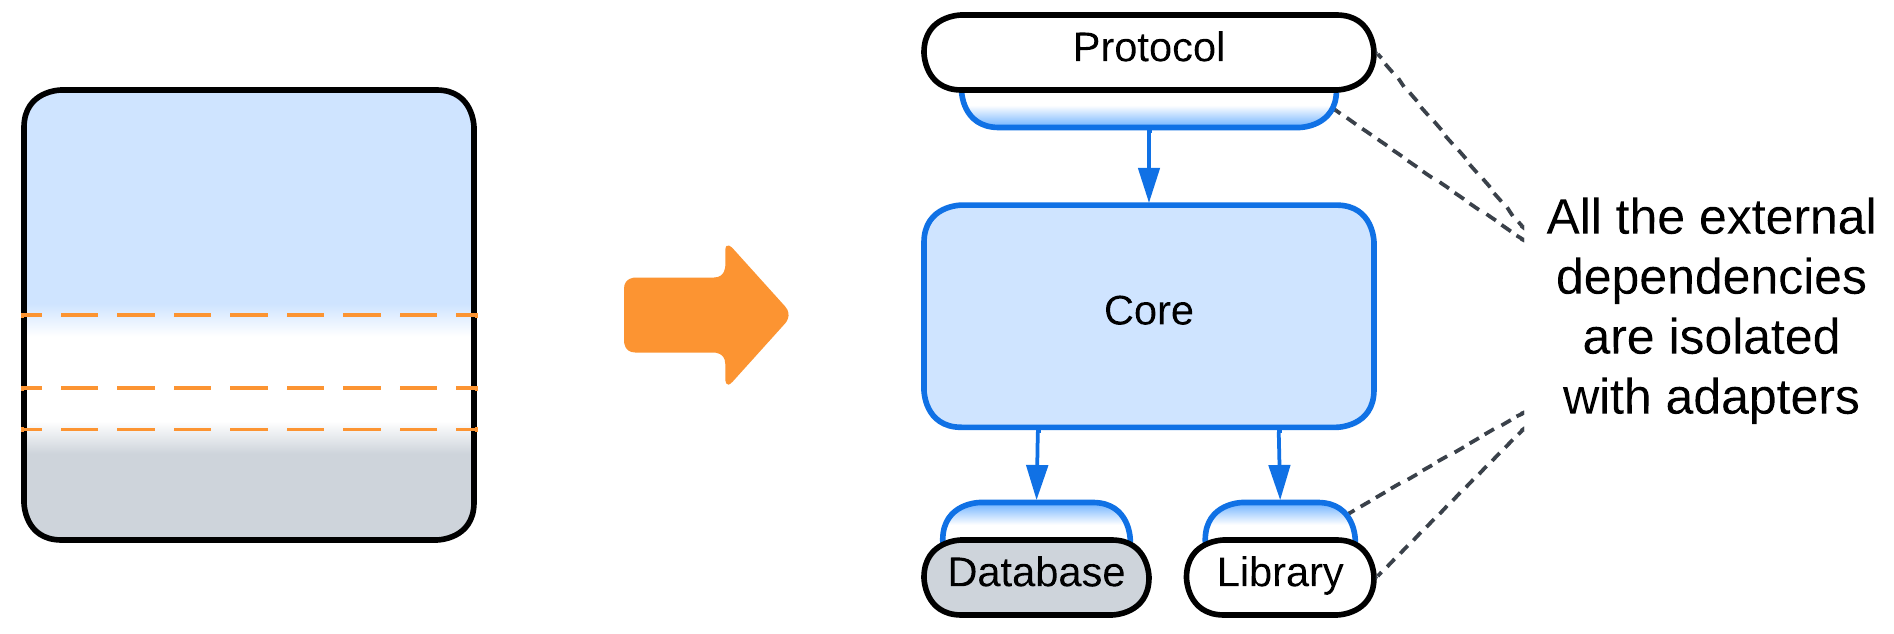 Protocol
Core
Database
Library
All the external
dependencies
are isolated
with adapters